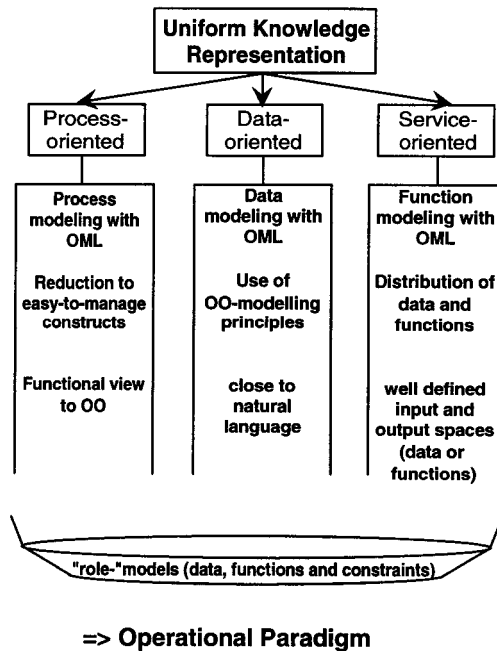 Uniform Knowledge
Representation
Process-
oriented
Data-
oriented
Service-
oriented
Process
modeling with
OML
Reduction to
easy-to-manage
constructs
Functional view
to OO
Data
modeling with
OML
Use of
OO-modelling
principles
close to
natural
language
Function
modeling with
OML
Distribution of
data and
functions
well defined
input and
output spaces
(data or
functions)
"role-"models (data, functions and constraints)
=> Operational Paradigm